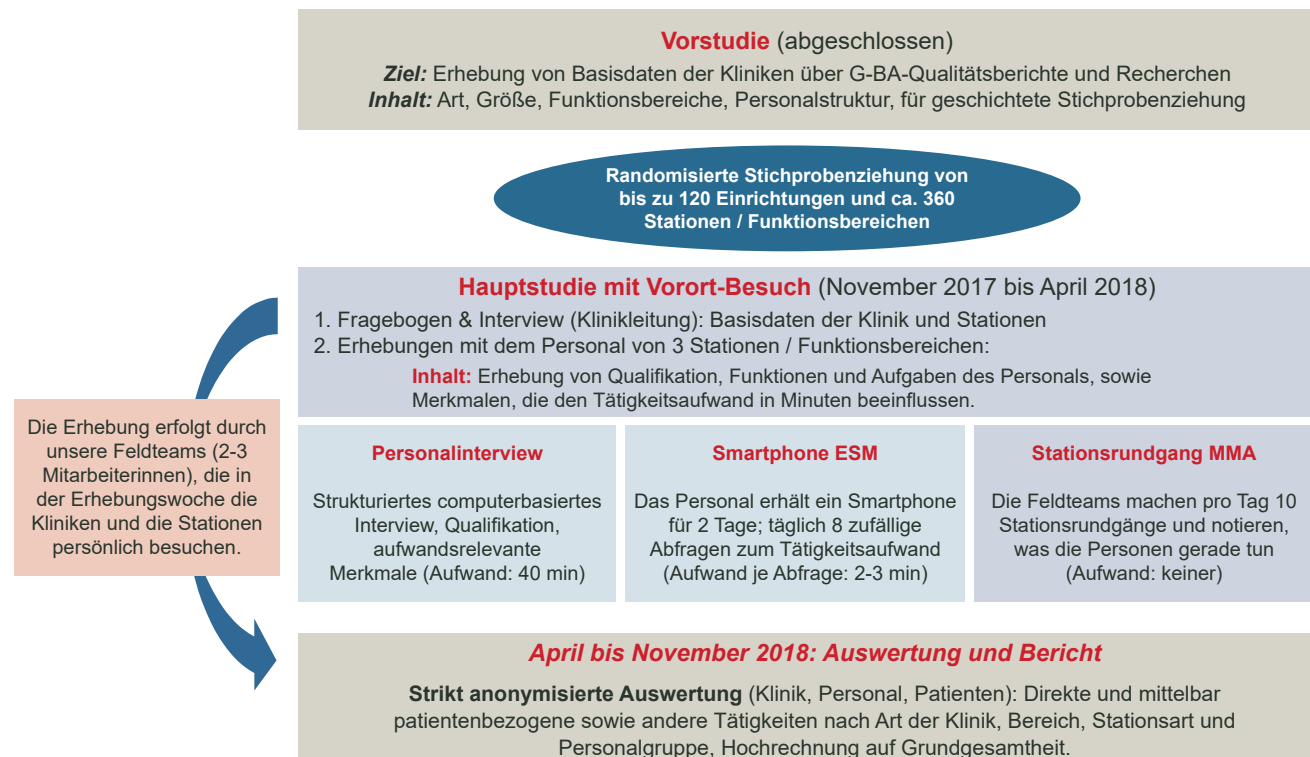 Vorstudie (abgeschlossen)
Ziel: Erhebung von Basisdaten der Kliniken über G-BA-Qualitätsberichte und Recherchen
Inhalt: Art, Größe, Funktionsbereiche, Personalstruktur, für geschichtete Stichprobenziehung
Randomisierte Stichprobenziehung von
bis zu 120 Einrichtungen und ca. 360
Stationen / Funktionsbereichen
Hauptstudie mit Vorort-Besuch (November 2017 bis April 2018)
1. Fragebogen & Interview (Klinikleitung): Basisdaten der Klinik und Stationen
2. Erhebungen mit dem Personal von 3 Stationen / Funktionsbereichen:
Inhalt: Erhebung von Qualifikation, Funktionen und Aufgaben des Personals, sowie
Merkmalen, die den Tätigkeitsaufwand in Minuten beeinflussen.
Die Erhebung erfolgt durch
unsere Feldteams (2-3
Mitarbeiterinnen), die in
der Erhebungswoche die
Kliniken und die Stationen
persönlich besuchen.
Personalinterview
Strukturiertes computerbasiertes
Interview, Qualifikation,
aufwandsrelevante
Merkmale (Aufwand: 40 min)
Smartphone ESM
Das Personal erhält ein Smartphone
für 2 Tage; täglich 8 zufällige
Abfragen zum Tätigkeitsaufwand
(Aufwand je Abfrage: 2-3 min)
Stationsrundgang MMA
Die Feldteams machen pro Tag 10
Stationsrundgänge und notieren,
was die Personen gerade tun
(Aufwand: keiner)
April bis November 2018: Auswertung und Bericht
Strikt anonymisierte Auswertung (Klinik, Personal, Patienten): Direkte und mittelbar
patientenbezogene sowie andere Tätigkeiten nach Art der Klinik, Bereich, Stationsart und
Personalgruppe, Hochrechnung auf Grundgesamtheit.